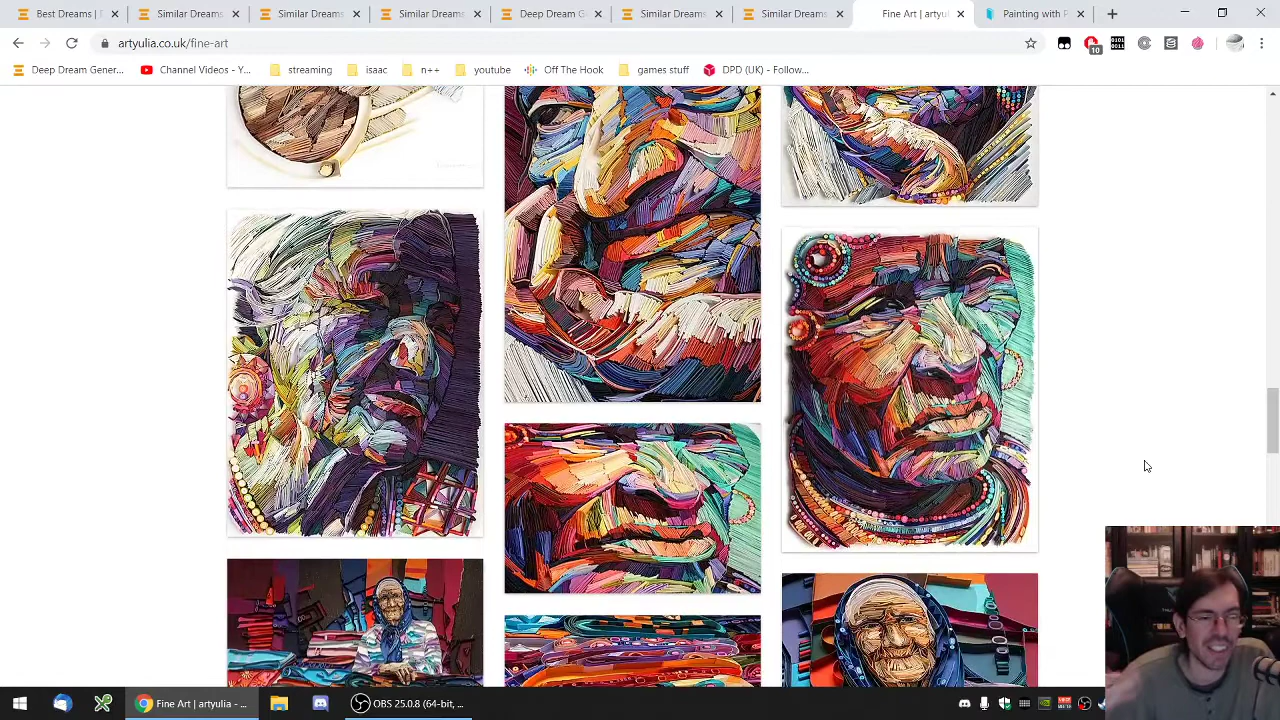 Best Dreams | D
Similar Dreams
Similar Dreams
Similar Dreams
Deep Dream Ge
Similar Dreams
Similar Dreams
Fine Art | artyu
Painting with P
artyulia.co.uk/fine-art
10
Deep Dream Gener...
Channel Videos - Y...
streaming
isaac
n++
youtube
Off The Hook
games stuff
DPD (UK) - Follow...
Fine Art | artyulia - ...
OBS 25.0.8 (64-bit, ...